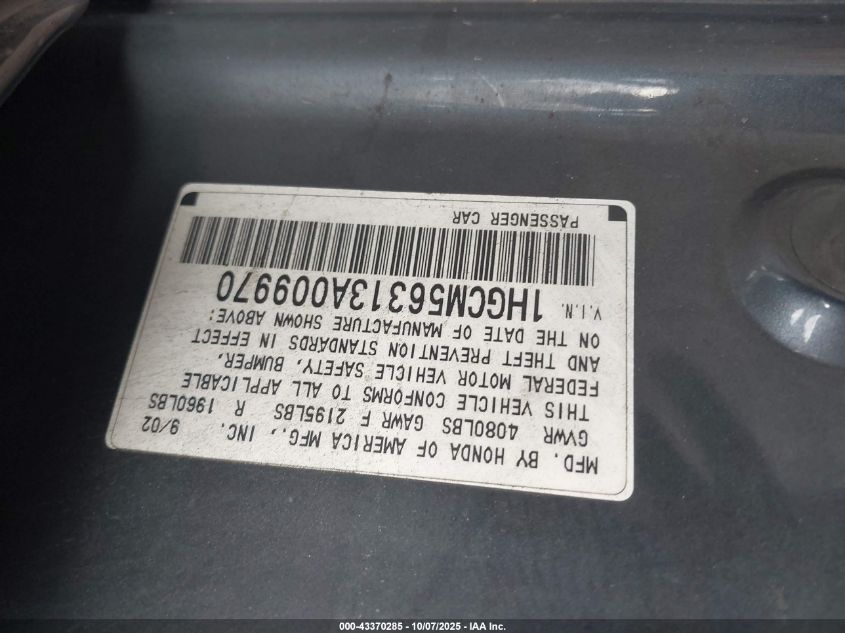 MFD. BY HONDA OF AMERICA MFG., INC. 9/02
GVWR 4080LBS GAWR F 2195LBS R 1960LBS
THIS VEHICLE CONFORMS TO ALL APPLICABLE
FEDERAL MOTOR VEHICLE SAFETY, BUMPER,
AND THEFT PREVENTION STANDARDS IN EFFECT
ON THE DATE OF MANUFACTURE SHOWN ABOVE:
V.I.N. 1HGCM56313A009970
PASSENGER CAR
000-43370285 - 10/07/2025 - IAA Inc.